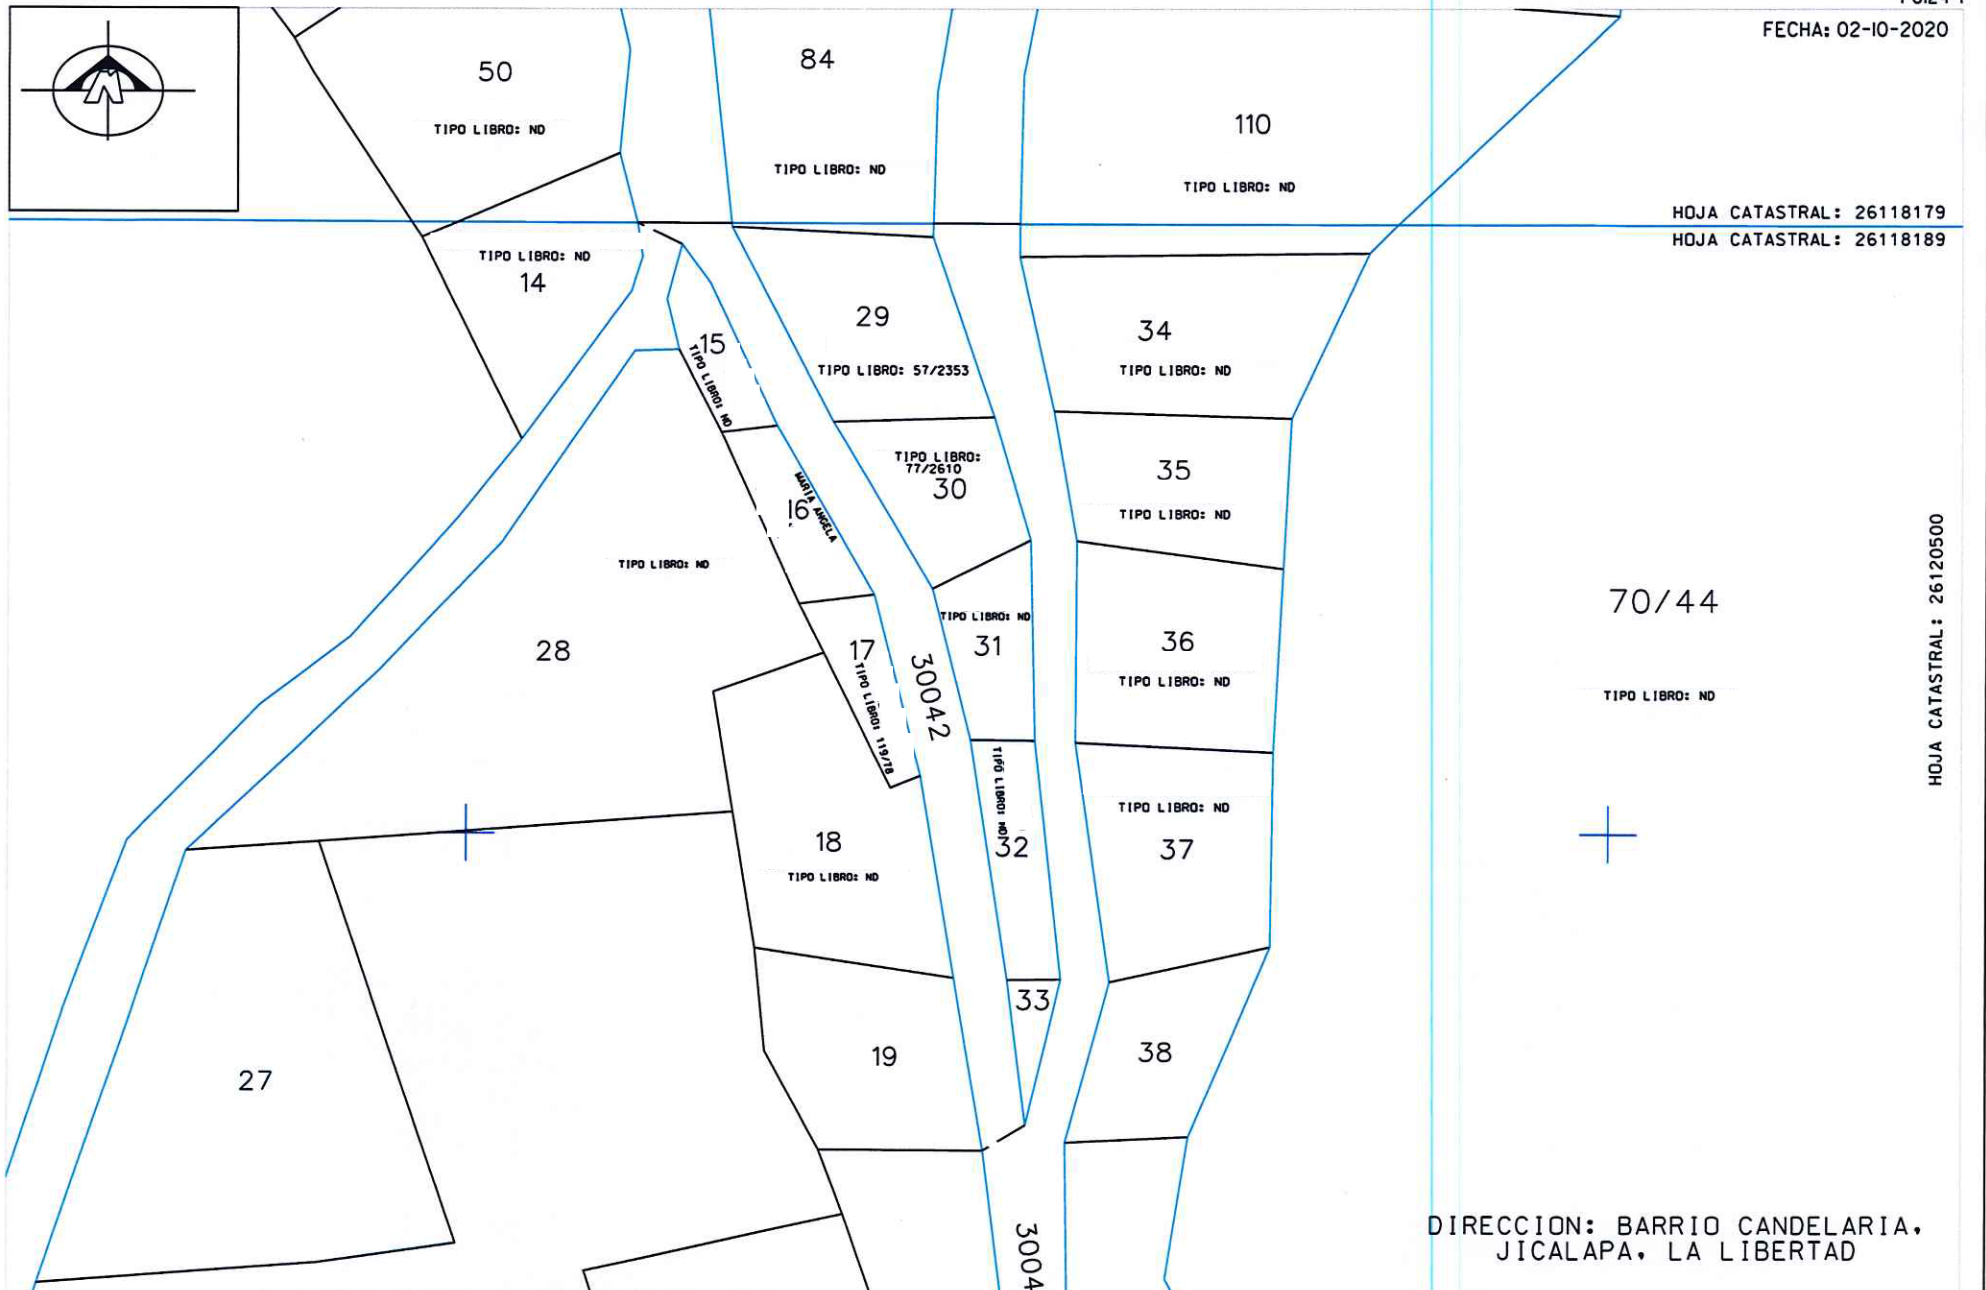 FECHA: 02-10-2020
50
TIPO LIBRO: ND
84
TIPO LIBRO: ND
110
TIPO LIBRO: ND
HOJA CATASTRAL: 26118179
HOJA CATASTRAL: 26118189
TIPO LIBRO: ND
14
29
TIPO LIBRO: 57/2353
34
TIPO LIBRO: ND
15
TIPO LIBRO: ND
TIPO LIBRO:
77/2610
30
35
TIPO LIBRO: ND
16
MARIA ANGELA
TIPO LIBRO: ND
28
HOJA CATASTRAL: 26120500
70/44
TIPO LIBRO: ND
TIPO LIBRO: ND
31
36
TIPO LIBRO: ND
17
TIPO LIBRO: 119/78
30042
TIPO LIBRO: ND
32
TIPO LIBRO: ND
37
18
TIPO LIBRO: ND
33
19
38
27
3004
DIRECCION: BARRIO CANDELARIA,
JICALAPA, LA LIBERTAD